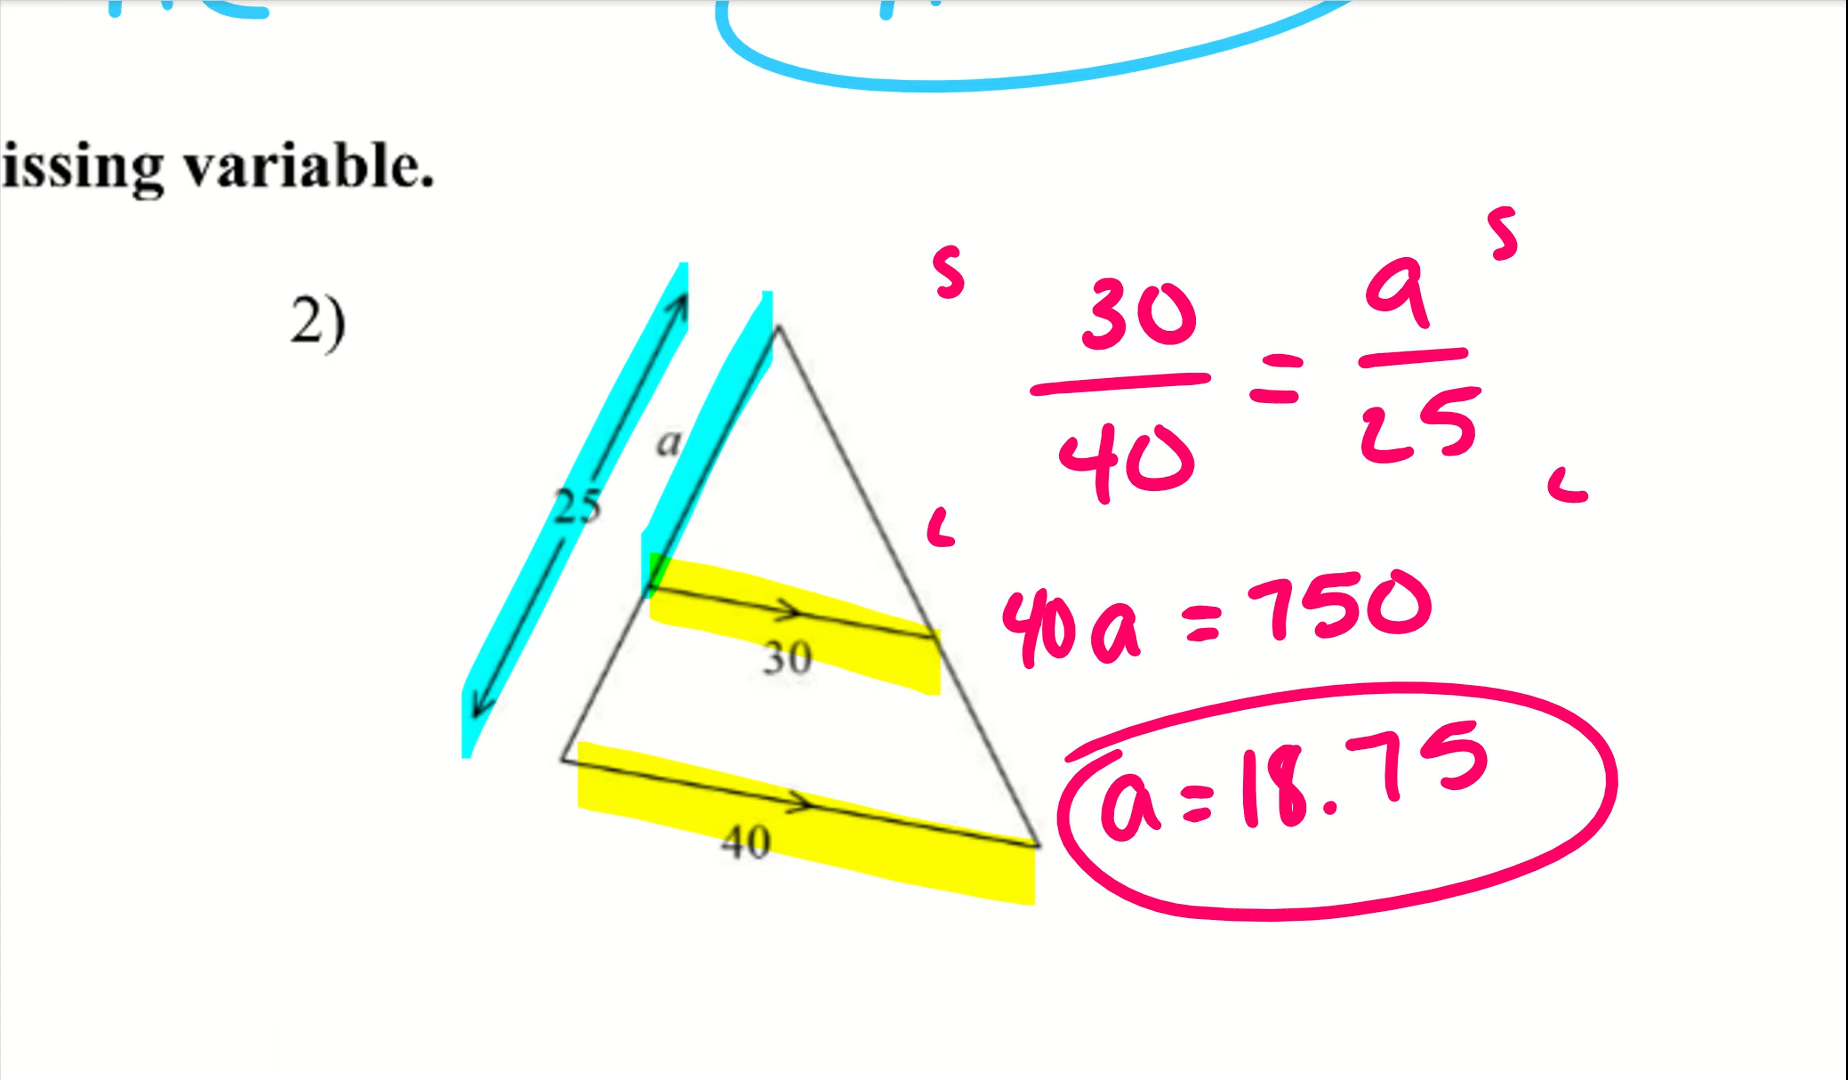 issing variable.
2)
s s
30/40 = a/25
L L
a
25
30
40a = 750
40
a = 18.75